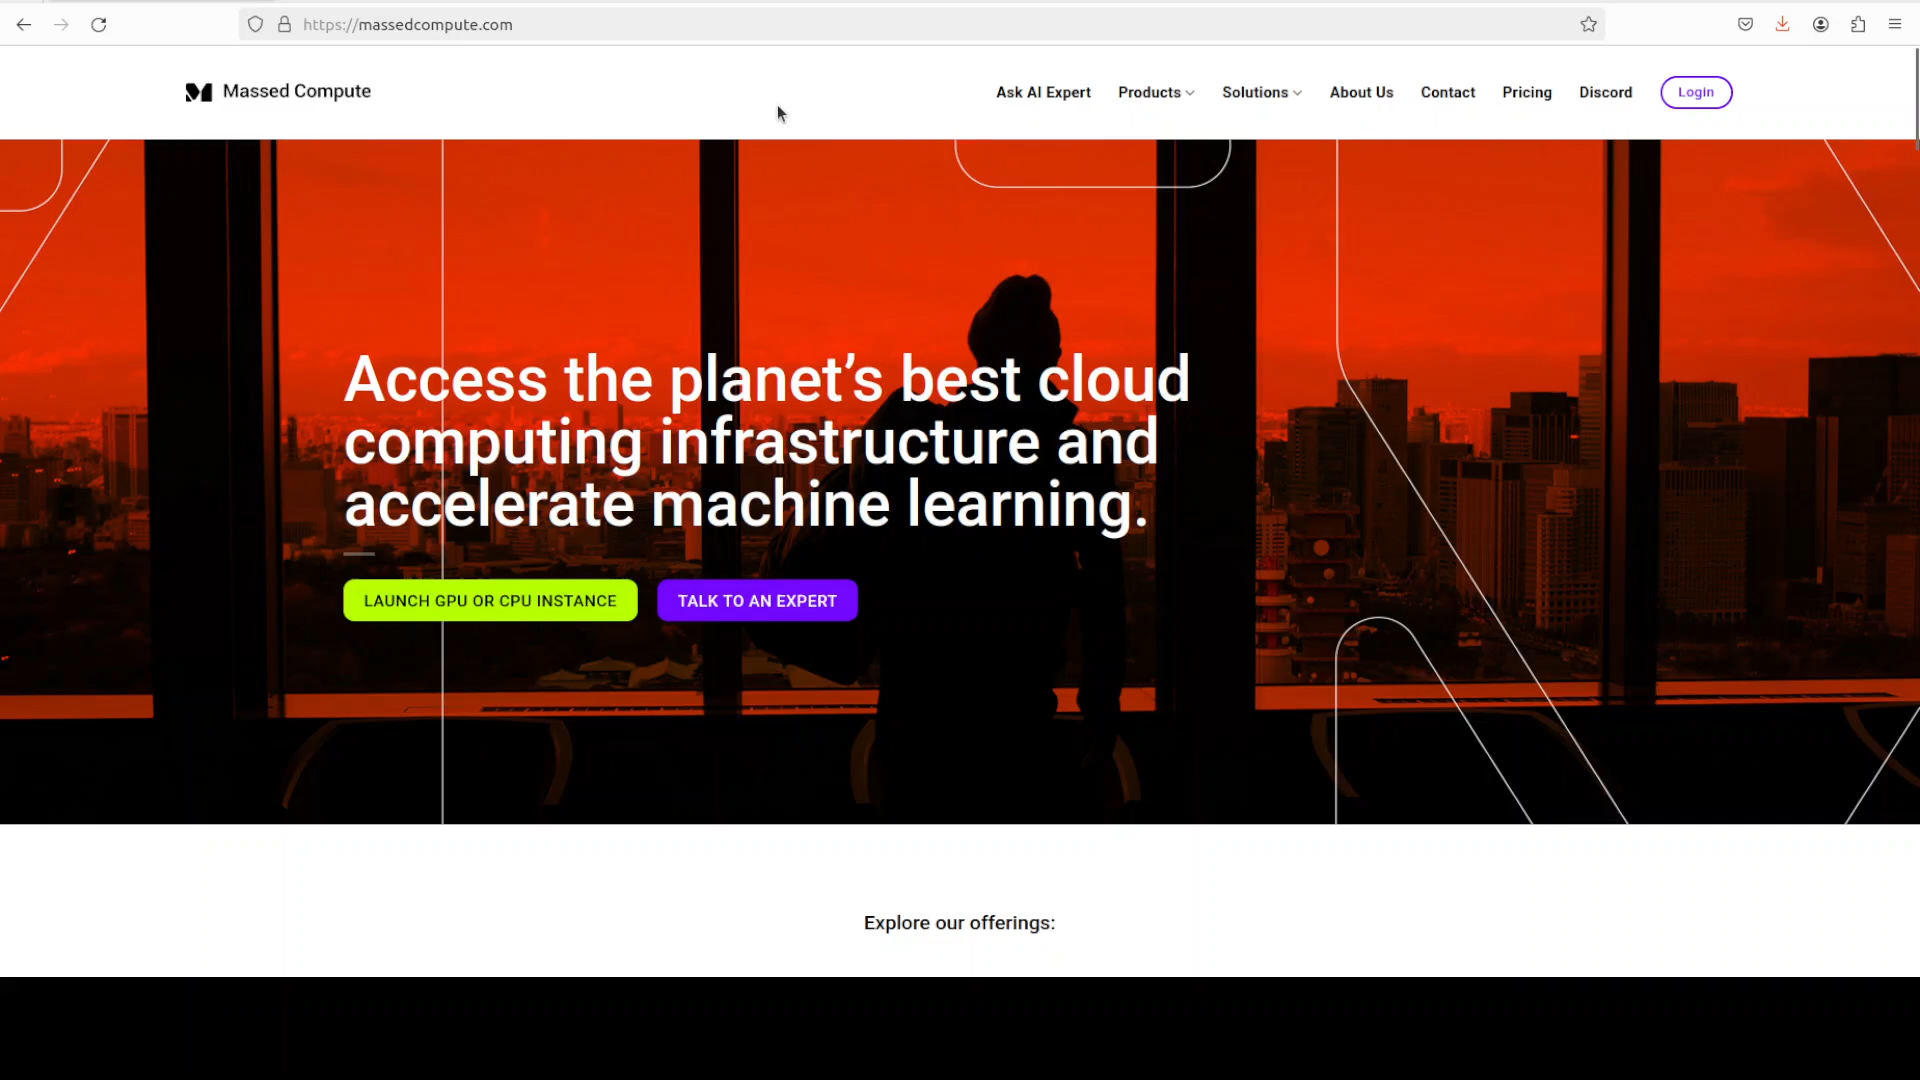 https://massedcompute.com
Massed Compute
Ask AI Expert
Products
Solutions
About Us
Contact
Pricing
Discord
Login
Access the planet’s best cloud
computing infrastructure and
accelerate machine learning.
LAUNCH GPU OR CPU INSTANCE
TALK TO AN EXPERT
Explore our offerings: